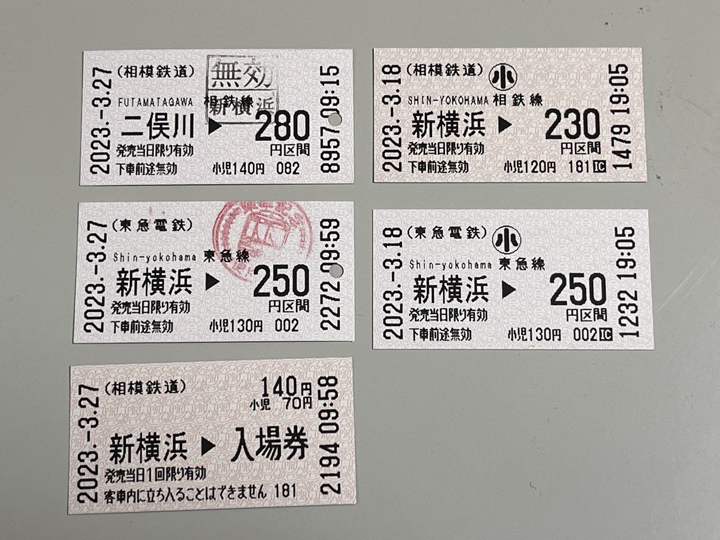 2023.-3.27
(相模鉄道)
無効
新横浜
FUTAMATAGAWA 相鉄線
二俣川 ▶ 280
発売当日限り有効 円区間
下車前途無効 小児140円 082
8957 09:15
2023.-3.18
(相模鉄道) 小
SHIN-YOKOHAMA 相鉄線
新横浜 ▶ 230
発売当日限り有効 円区間
下車前途無効 小児120円 181 IC
1479 19:05
2023.-3.27
(東急電鉄)
Shin-yokohama 東急線
新横浜 ▶ 250
発売当日限り有効 円区間
下車前途無効 小児130円 002
2272 09:59
2023.-3.18
(東急電鉄) 小
Shin-yokohama 東急線
新横浜 ▶ 250
発売当日限り有効 円区間
下車前途無効 小児130円 002 IC
1232 19:05
2023.-3.27
(相模鉄道) 140円
小児 70円
新横浜 ▶ 入場券
発売当日1回限り有効
客車内に立ち入ることはできません 181
2194 09:58